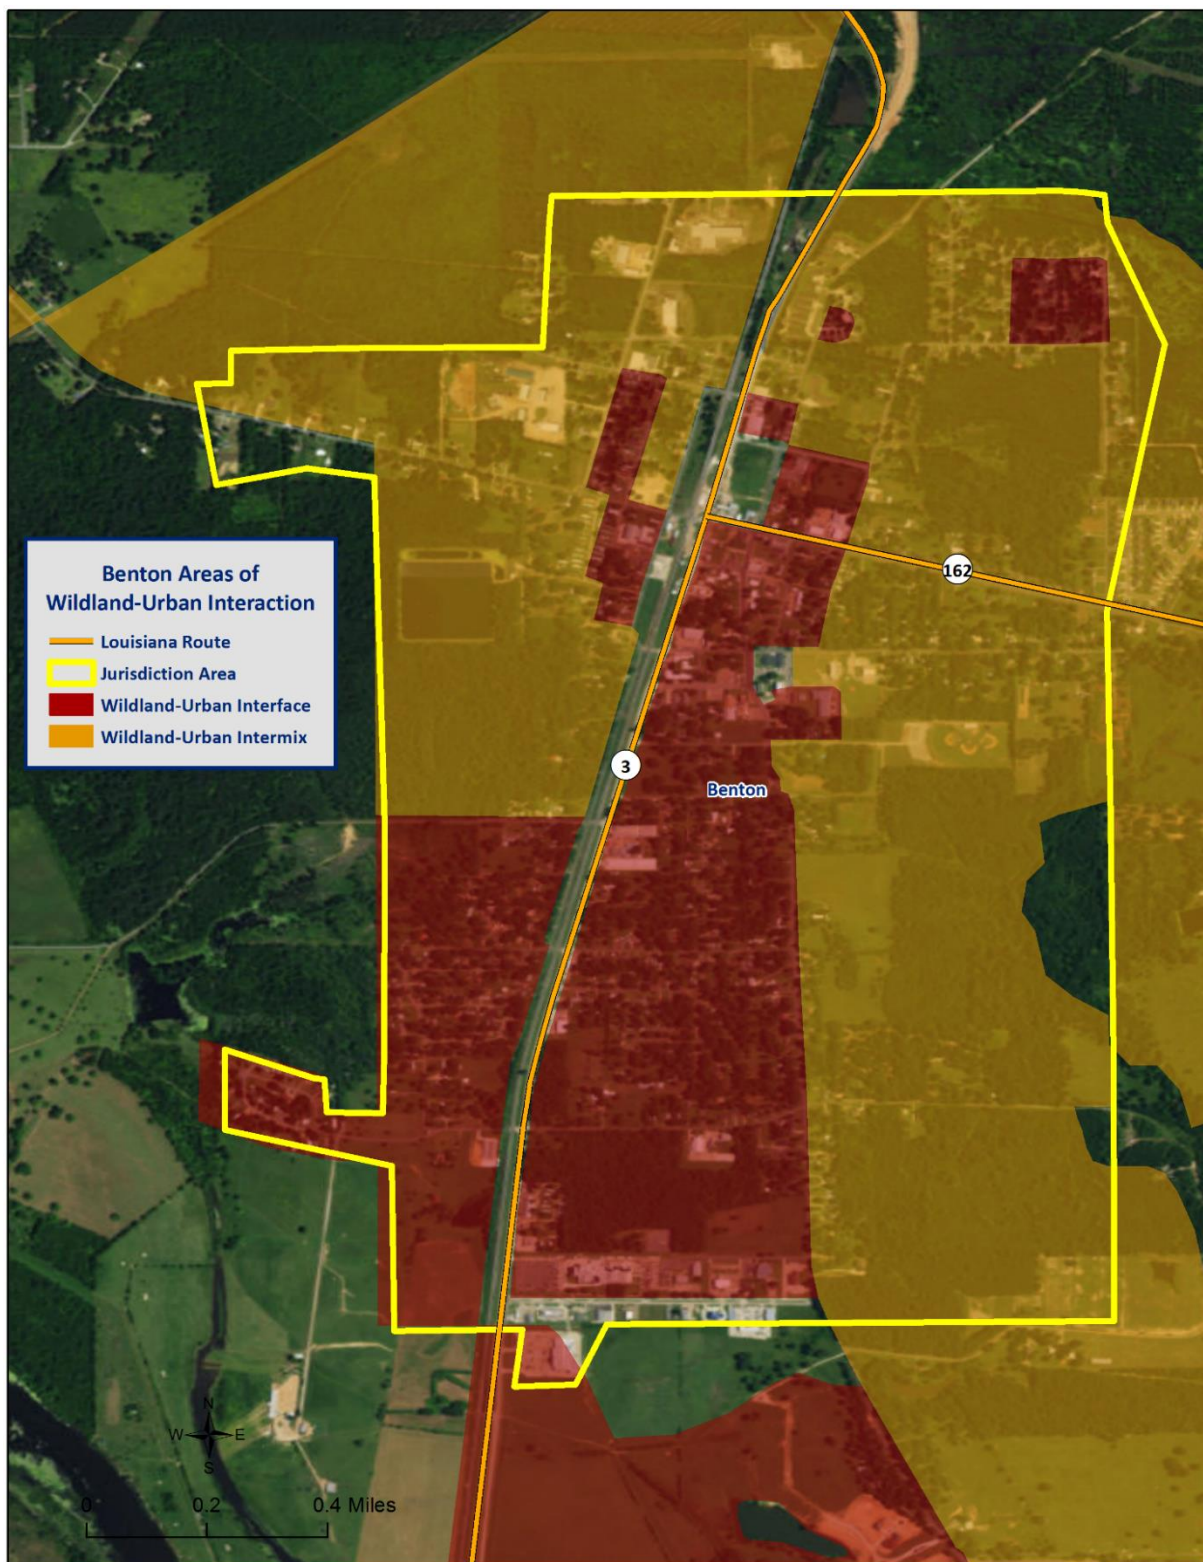 162
Benton Areas of
Wildland-Urban Interaction
Louisiana Route
Jurisdiction Area
Wildland-Urban Interface
Wildland-Urban Intermix
3
Benton
N
W E
S
0 0.2 0.4 Miles